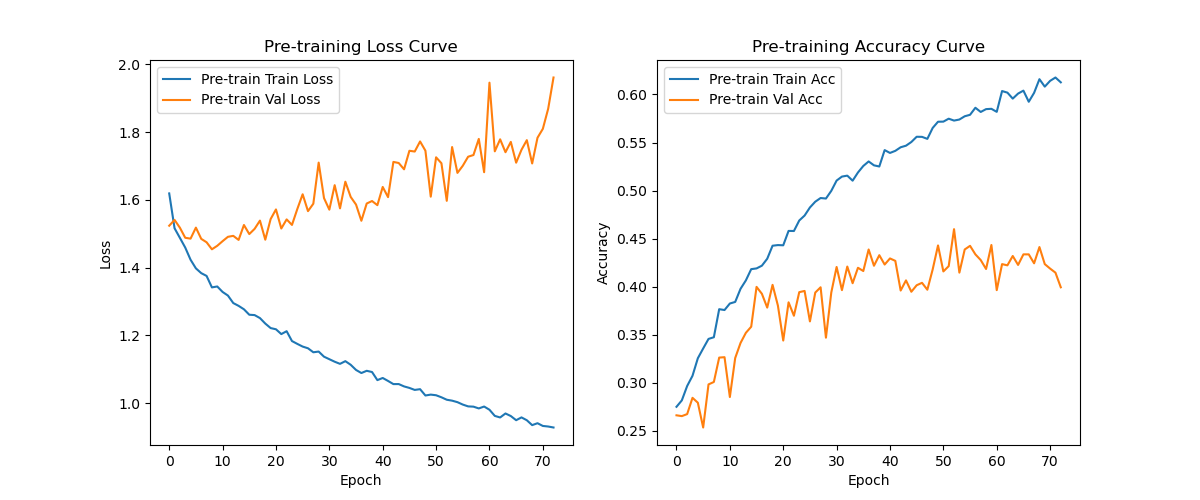 Pre-training Loss Curve
Pre-train Train Loss
Pre-train Val Loss
Loss
2.0
1.8
1.6
1.4
1.2
1.0
0 10 20 30 40 50 60 70
Epoch
Pre-training Accuracy Curve
Pre-train Train Acc
Pre-train Val Acc
Accuracy
0.60
0.55
0.50
0.45
0.40
0.35
0.30
0.25
0 10 20 30 40 50 60 70
Epoch